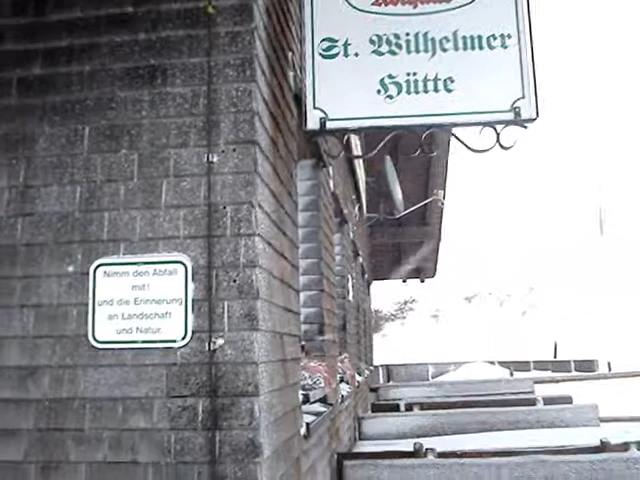 St. Wilhelmer
Hütte
Nimm den Abfall
mit!
und die Erinnerung
an Landschaft
und Natur.